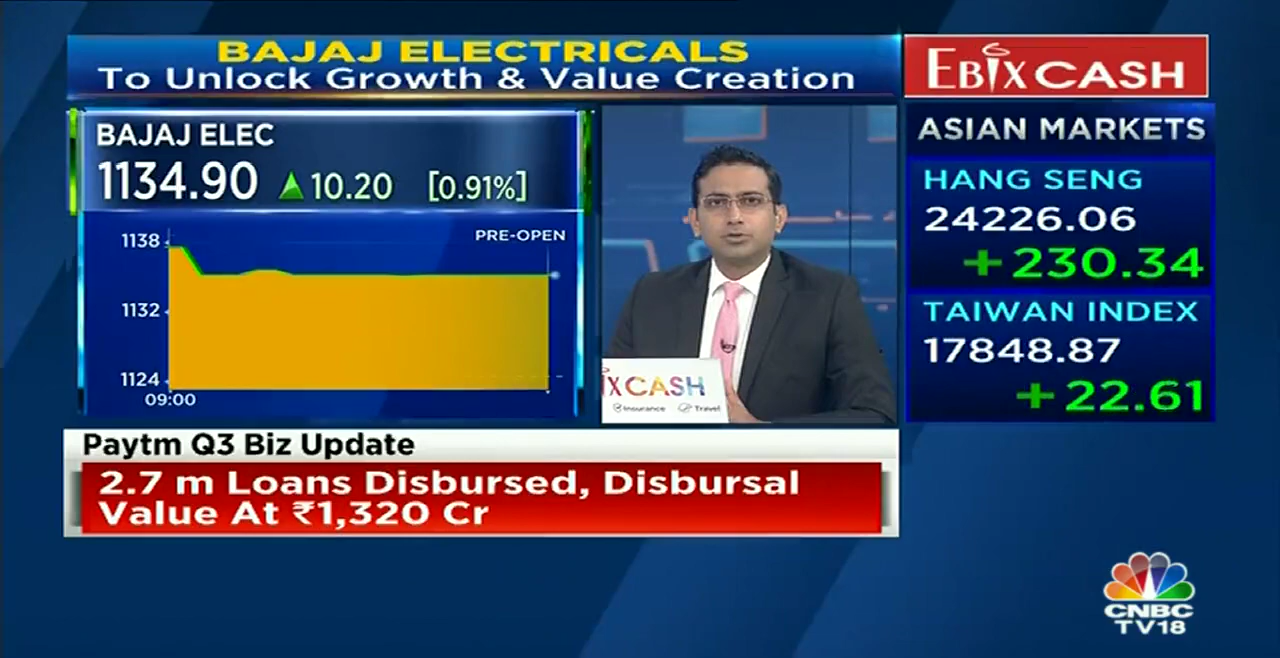 BAJAJ ELECTRICALS
To Unlock Growth & Value Creation
EBIXCASH
BAJAJ ELEC
1134.90 ▲ 10.20 [0.91%]
PRE-OPEN
1138
1132
1124
09:00
IXCASH
Insurance Travel
ASIAN MARKETS
HANG SENG
24226.06
+230.34
TAIWAN INDEX
17848.87
+22.61
Paytm Q3 Biz Update
2.7 m Loans Disbursed, Disbursal
Value At ₹1,320 Cr
CNBC
TV18